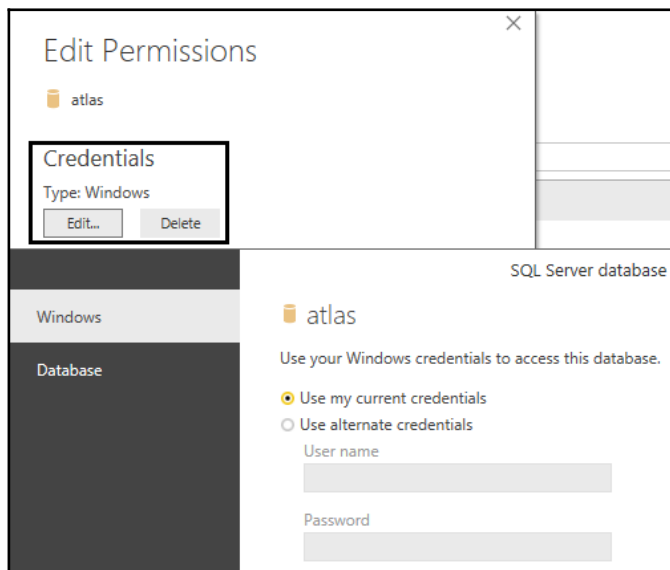 Edit Permissions
atlas
Credentials
Type: Windows
Edit...
Delete
SQL Server database
Windows
Database
atlas
Use your Windows credentials to access this database.
Use my current credentials
Use alternate credentials
User name
Password